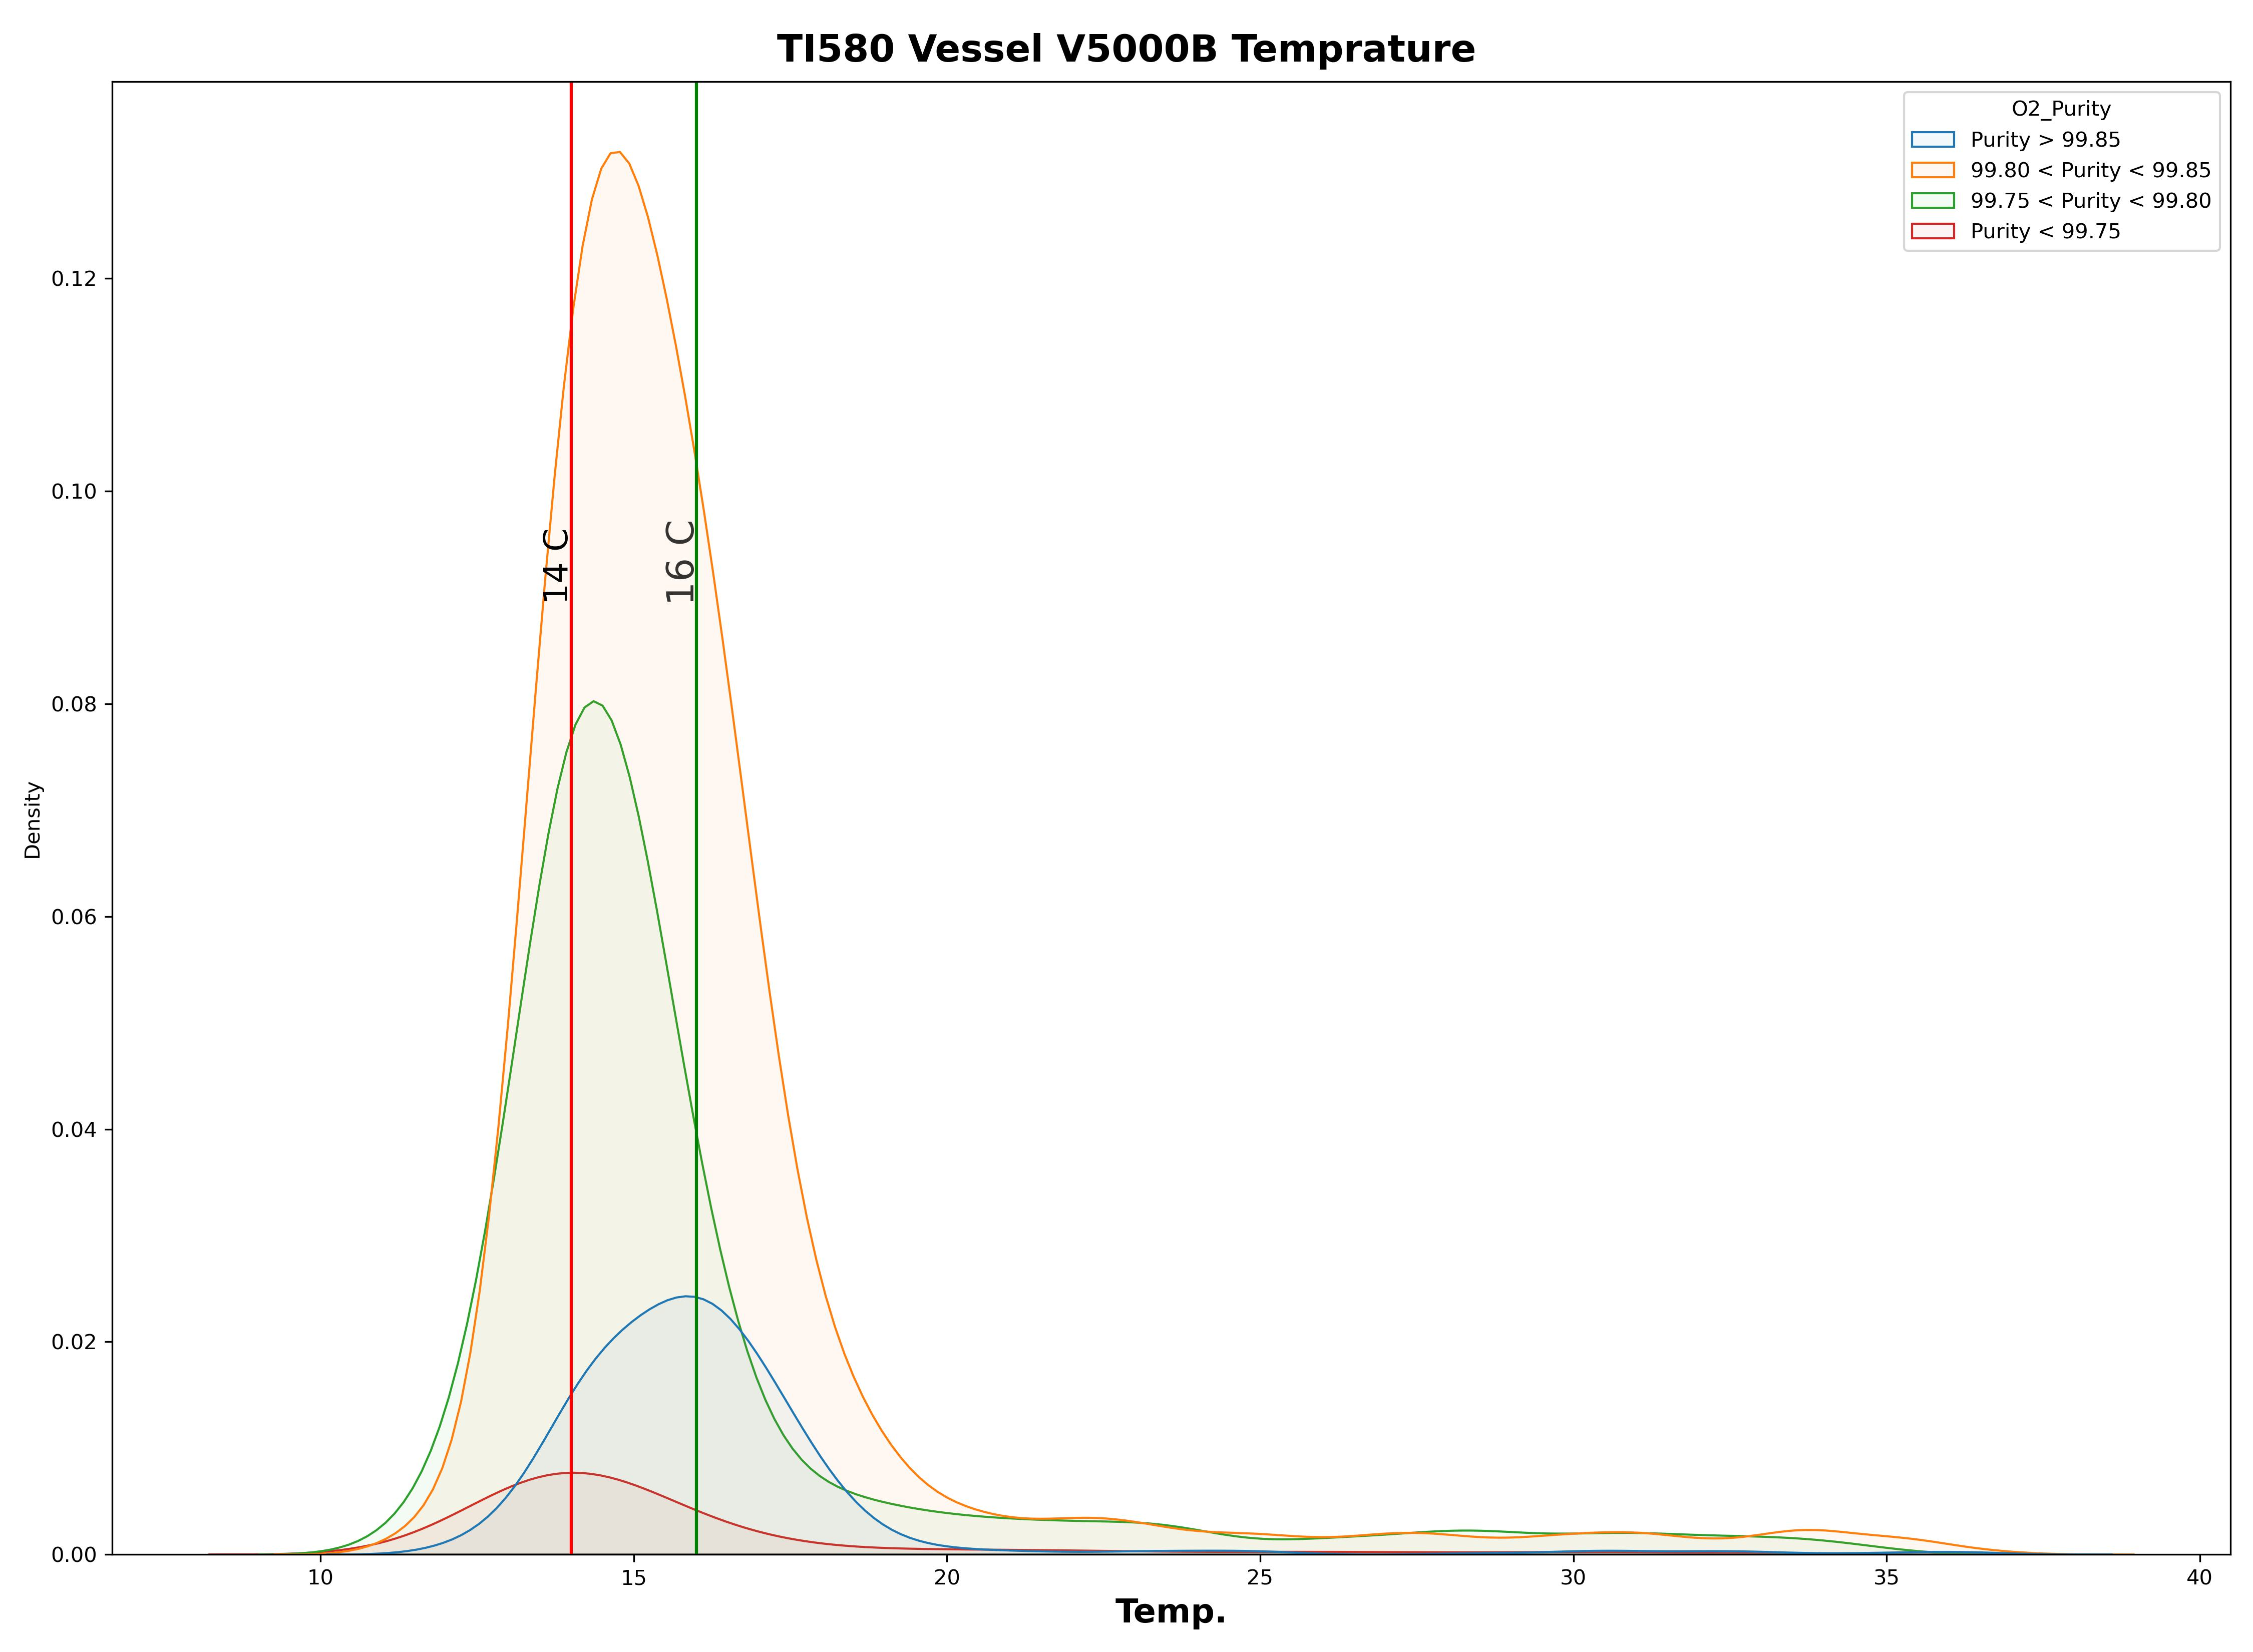 TI580 Vessel V5000B Temprature
O2_Purity
Purity > 99.85
99.80 < Purity < 99.85
99.75 < Purity < 99.80
Purity < 99.75
0.12
0.10
0.08
0.06
0.04
0.02
0.00
Density
14 C
16 C
10
15
20
25
30
35
40
Temp.